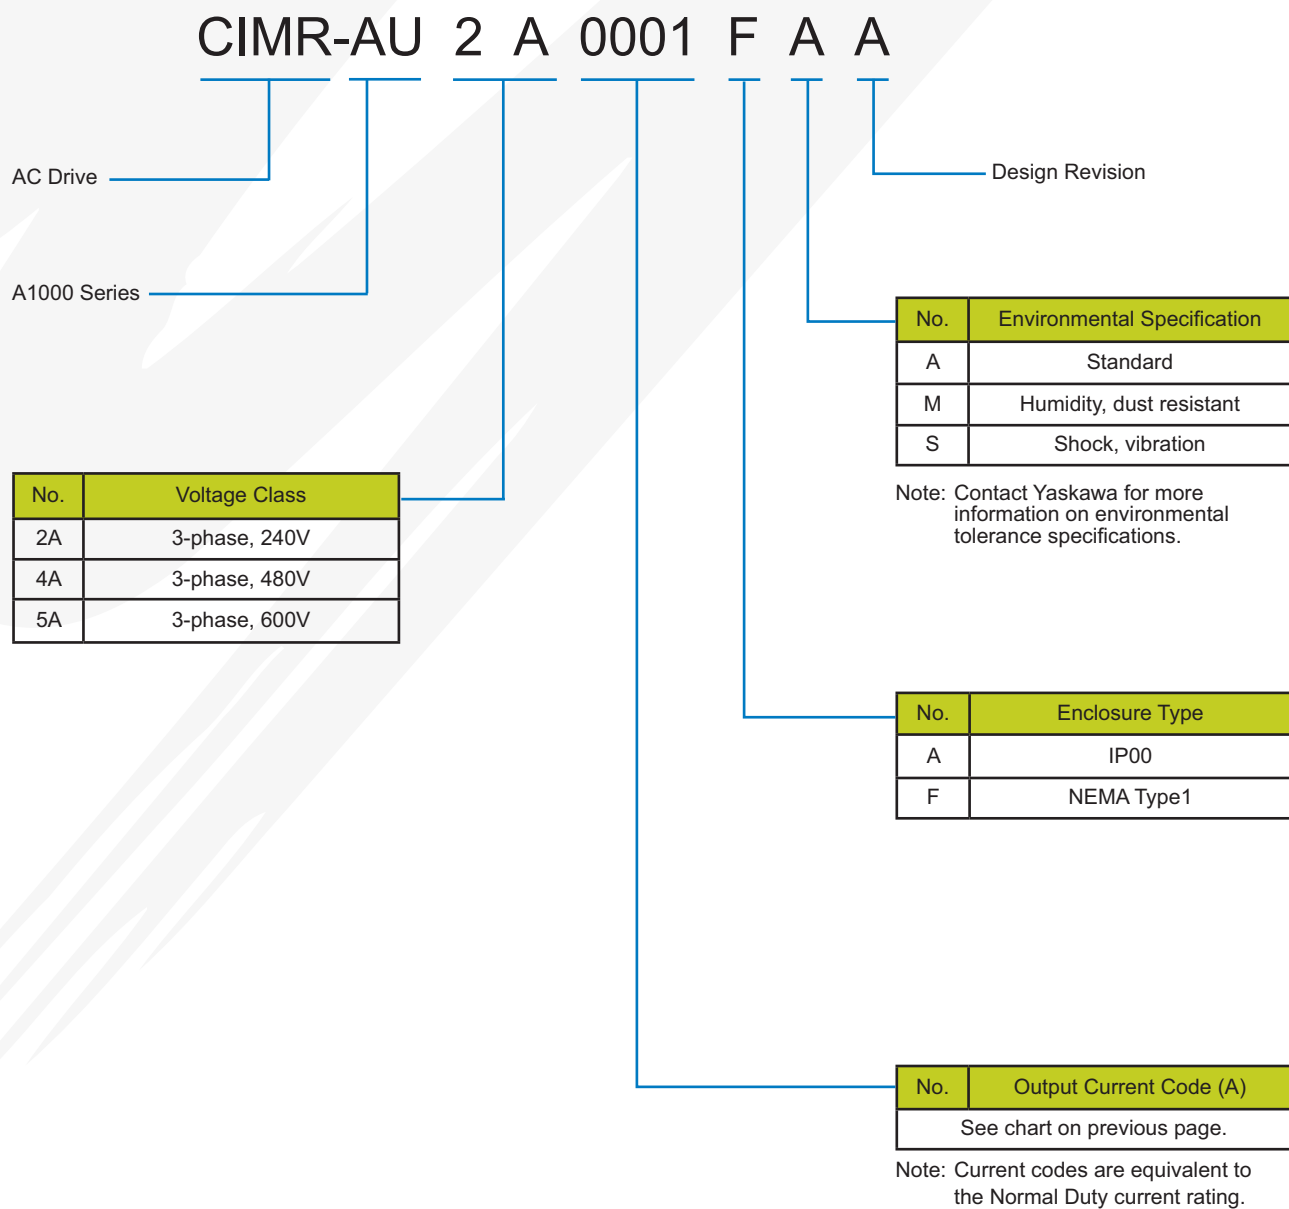 CIMR-AU 2 A 0001 F A A
AC Drive
Design Revision
A1000 Series
No. Environmental Specification
A Standard
M Humidity, dust resistant
S Shock, vibration
Note: Contact Yaskawa for more
information on environmental
tolerance specifications.
No. Voltage Class
2A 3-phase, 240V
4A 3-phase, 480V
5A 3-phase, 600V
No. Enclosure Type
A IP00
F NEMA Type1
No. Output Current Code (A)
See chart on previous page.
Note: Current codes are equivalent to
the Normal Duty current rating.